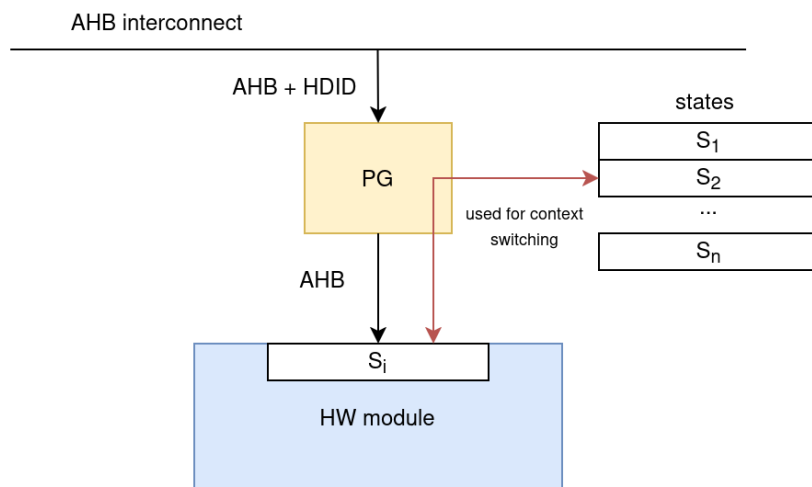 AHB interconnect
AHB + HDID
states
S₁
PG
S₂
...
used for context
switching
Sₙ
AHB
Sᵢ
HW module